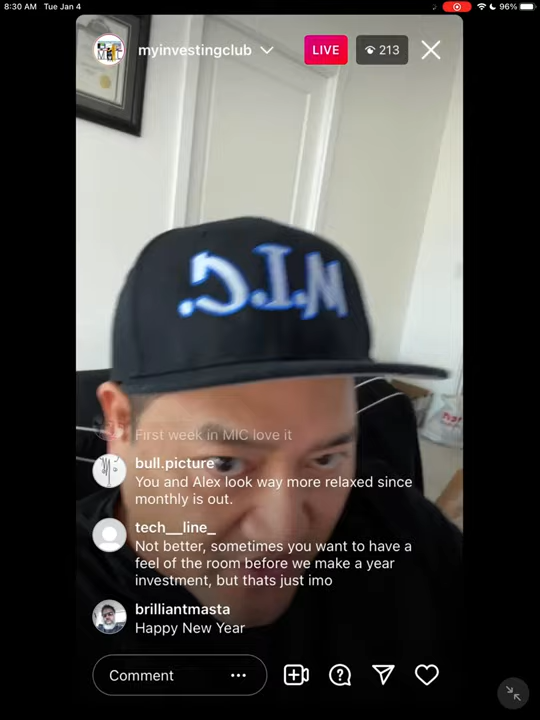 8:30 AM Tue Jan 4
96%
myinvestingclub
LIVE
213
M.I.C.
First week in MIC love it
bull.picture
You and Alex look way more relaxed since
monthly is out.
tech__line_
Not better, sometimes you want to have a
feel of the room before we make a year
investment, but thats just imo
brilliantmasta
Happy New Year
Comment